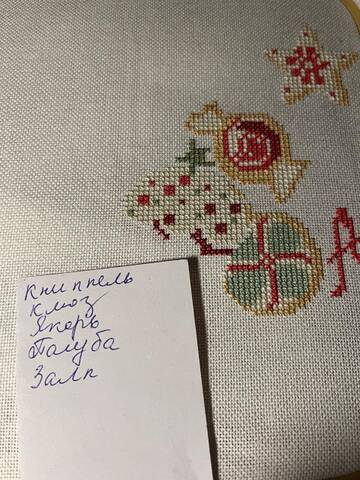 Книппель
Клюз
Якорь
Палуба
Залп
А